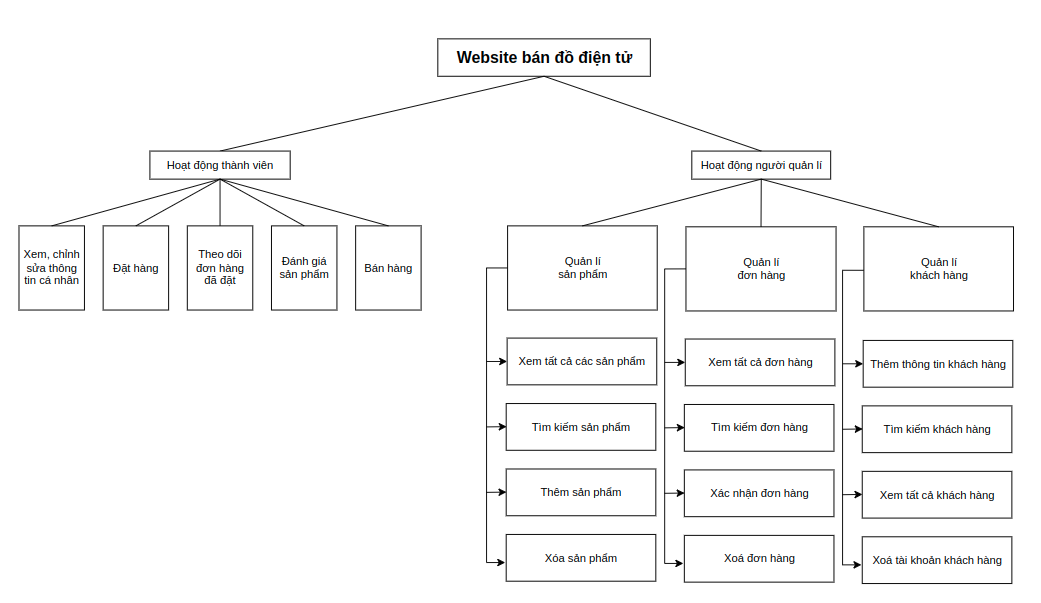 Website bán đồ điện tử
Hoạt động thành viên
Hoạt động người quản lí
Xem, chỉnh
sửa thông
tin cá nhân
Đặt hàng
Theo dõi
đơn hàng
đã đặt
Đánh giá
sản phẩm
Bán hàng
Quản lí
sản phẩm
Quản lí
đơn hàng
Quản lí
khách hàng
Xem tất cả các sản phẩm
Xem tất cả đơn hàng
Thêm thông tin khách hàng
Tìm kiếm sản phẩm
Tìm kiếm đơn hàng
Tìm kiếm khách hàng
Thêm sản phẩm
Xác nhận đơn hàng
Xem tất cả khách hàng
Xóa sản phẩm
Xoá đơn hàng
Xoá tài khoản khách hàng